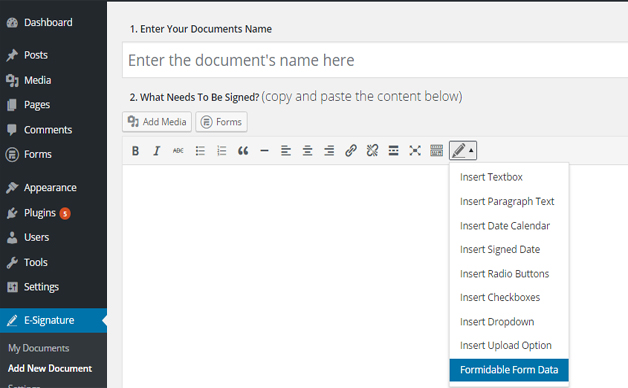 Dashboard
Posts
Media
Pages
Comments
Forms
Appearance
Plugins 5
Users
Tools
Settings
E-Signature
My Documents
Add New Document
Settings
1. Enter Your Documents Name
Enter the document's name here
2. What Needs To Be Signed? (copy and paste the content below)
Add Media Forms
B I ABC
Insert Textbox
Insert Paragraph Text
Insert Date Calendar
Insert Signed Date
Insert Radio Buttons
Insert Checkboxes
Insert Dropdown
Insert Upload Option
Formidable Form Data